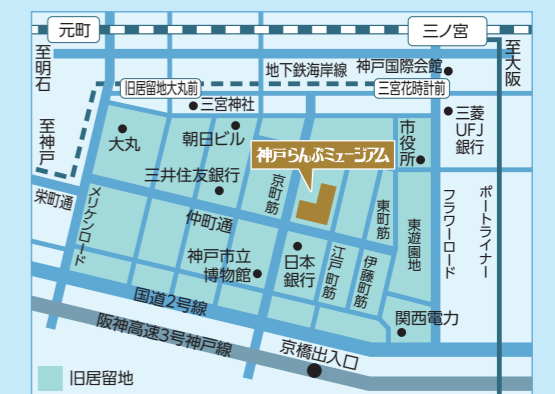 元町
三ノ宮
至明石
至大阪
地下鉄海岸線
神戸国際会館
旧居留地大丸前
三宮花時計前
三宮神社
至神戸
大丸
朝日ビル
市役所
三菱
UFJ
銀行
神戸らんぷミュージアム
三井住友銀行
京町筋
栄町通
メリケンロード
仲町通
東町筋
東遊園地
フラワーロード
ポートライナー
神戸市立
博物館
日本
銀行
江戸町筋
伊藤町筋
国道2号線
関西電力
阪神高速3号神戸線
京橋出入口
旧居留地